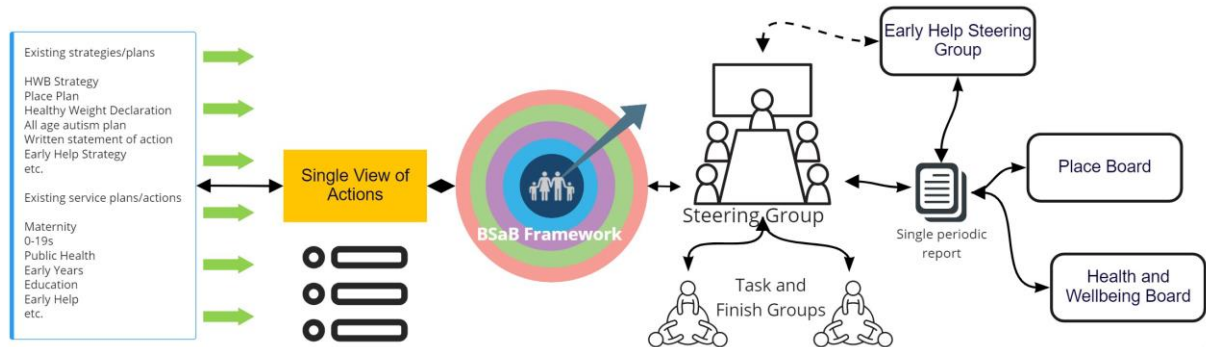 Existing strategies/plans
HWB Strategy
Place Plan
Healthy Weight Declaration
All age autism plan
Written statement of action
Early Help Strategy
etc.
Existing service plans/actions
Maternity
0-19s
Public Health
Early Years
Education
Early Help
etc.
Single View of
Actions
BSaB Framework
Steering Group
Task and
Finish Groups
Early Help Steering
Group
Single periodic
report
Place Board
Health and
Wellbeing Board